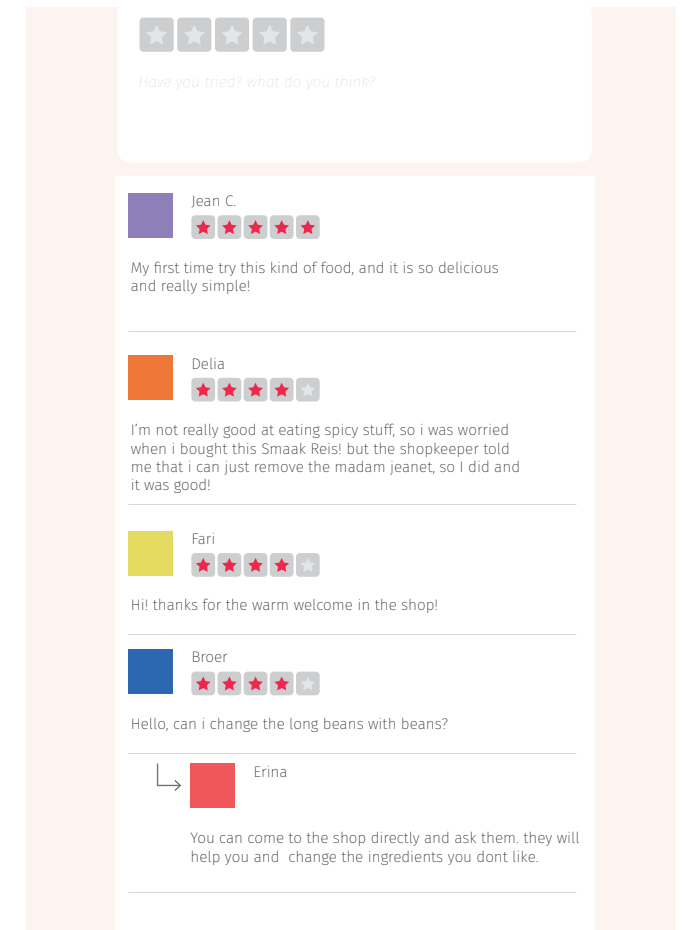 Have you tried? what do you think?
Jean C.
My first time try this kind of food, and it is so delicious
and really simple!
Delia
I'm not really good at eating spicy stuff, so i was worried
when i bought this Smaak Reis! but the shopkeeper told
me that i can just remove the madam jeanet, so I did and
it was good!
Fari
Hi! thanks for the warm welcome in the shop!
Broer
Hello, can i change the long beans with beans?
Erina
You can come to the shop directly and ask them. they will
help you and  change the ingredients you dont like.